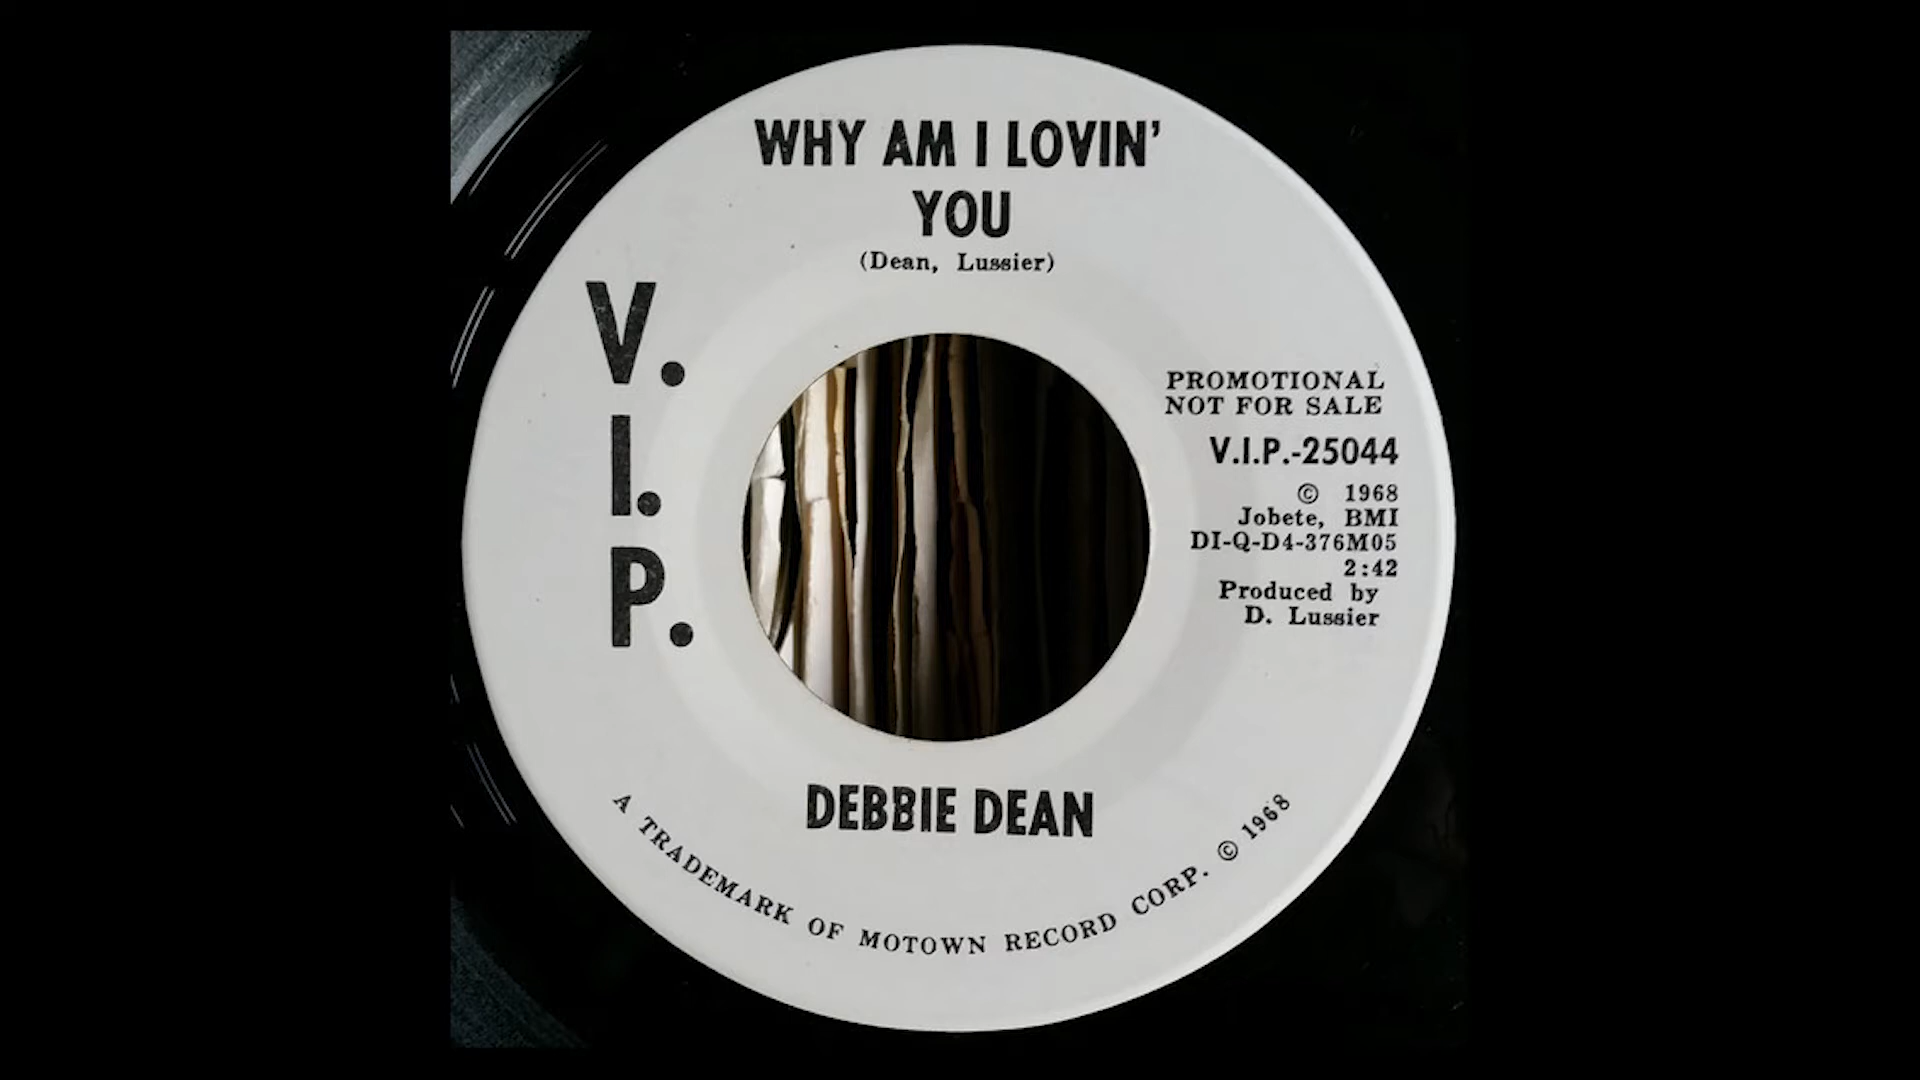 WHY AM I LOVIN'
YOU
(Dean, Lussier)
V.
I.
P.
PROMOTIONAL
NOT FOR SALE
V.I.P.-25044
© 1968
Jobete, BMI
DI-Q-D4-376M05
2:42
Produced by
D. Lussier
DEBBIE DEAN
A TRADEMARK OF MOTOWN RECORD CORP. © 1968